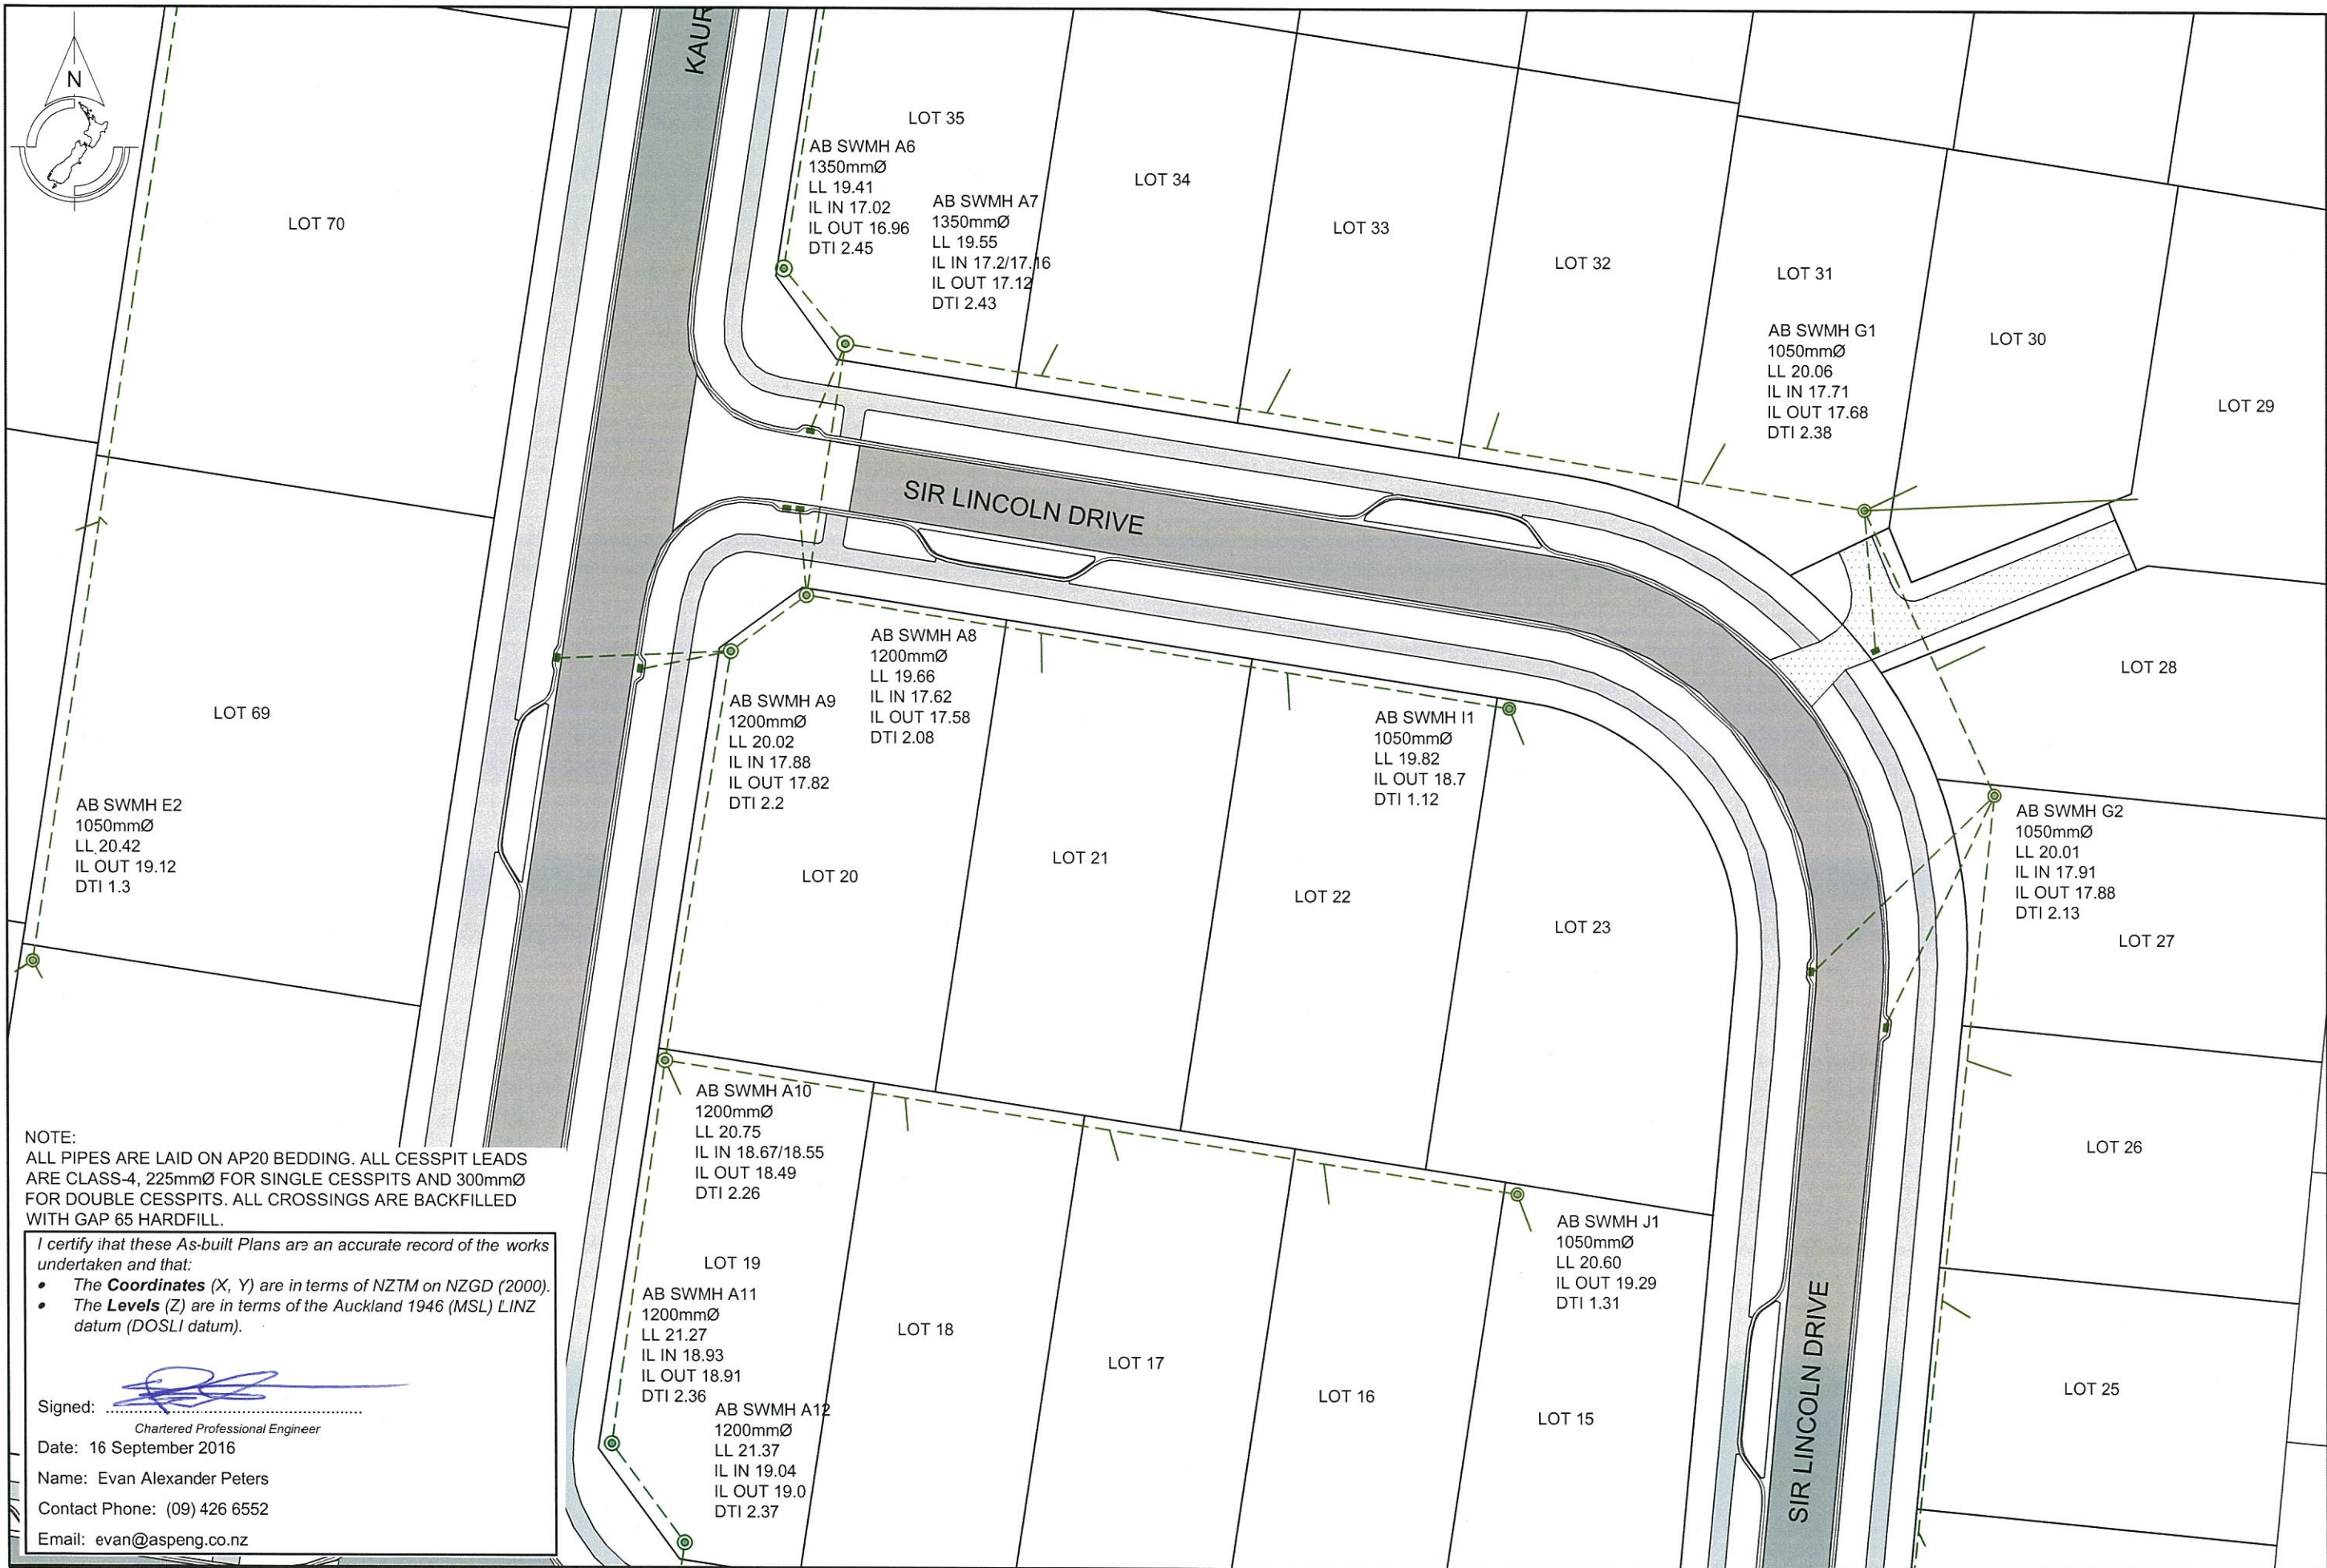 N
KAUR
LOT 35
AB SWMH A6
1350mmØ
LL 19.41
IL IN 17.02
IL OUT 16.96
DTI 2.45
AB SWMH A7
1350mmØ
LL 19.55
IL IN 17.2/17.16
IL OUT 17.12
DTI 2.43
LOT 34
LOT 33
LOT 32
LOT 31
AB SWMH G1
1050mmØ
LL 20.06
IL IN 17.71
IL OUT 17.68
DTI 2.38
LOT 30
LOT 29
LOT 70
SIR LINCOLN DRIVE
LOT 28
LOT 69
AB SWMH A8
1200mmØ
LL 19.66
IL IN 17.62
IL OUT 17.58
DTI 2.08
AB SWMH A9
1200mmØ
LL 20.02
IL IN 17.88
IL OUT 17.82
DTI 2.2
AB SWMH I1
1050mmØ
LL 19.82
IL OUT 18.7
DTI 1.12
AB SWMH E2
1050mmØ
LL 20.42
IL OUT 19.12
DTI 1.3
AB SWMH G2
1050mmØ
LL 20.01
IL IN 17.91
IL OUT 17.88
DTI 2.13
LOT 20
LOT 21
LOT 22
LOT 23
LOT 27
AB SWMH A10
1200mmØ
LL 20.75
IL IN 18.67/18.55
IL OUT 18.49
DTI 2.26
LOT 26
LOT 19
AB SWMH J1
1050mmØ
LL 20.60
IL OUT 19.29
DTI 1.31
AB SWMH A11
1200mmØ
LL 21.27
IL IN 18.93
IL OUT 18.91
DTI 2.36
LOT 18
LOT 17
LOT 16
LOT 15
SIR LINCOLN DRIVE
LOT 25
AB SWMH A12
1200mmØ
LL 21.37
IL IN 19.04
IL OUT 19.0
DTI 2.37
NOTE:
ALL PIPES ARE LAID ON AP20 BEDDING. ALL CESSPIT LEADS
ARE CLASS-4, 225mmØ FOR SINGLE CESSPITS AND 300mmØ
FOR DOUBLE CESSPITS. ALL CROSSINGS ARE BACKFILLED
WITH GAP 65 HARDFILL.
I certify that these As-built Plans are an accurate record of the works
undertaken and that:
• The Coordinates (X, Y) are in terms of NZTM on NZGD (2000).
• The Levels (Z) are in terms of the Auckland 1946 (MSL) LINZ
datum (DOSLI datum).
Signed:
Chartered Professional Engineer
Date: 16 September 2016
Name: Evan Alexander Peters
Contact Phone: (09) 426 6552
Email: evan@aspeng.co.nz